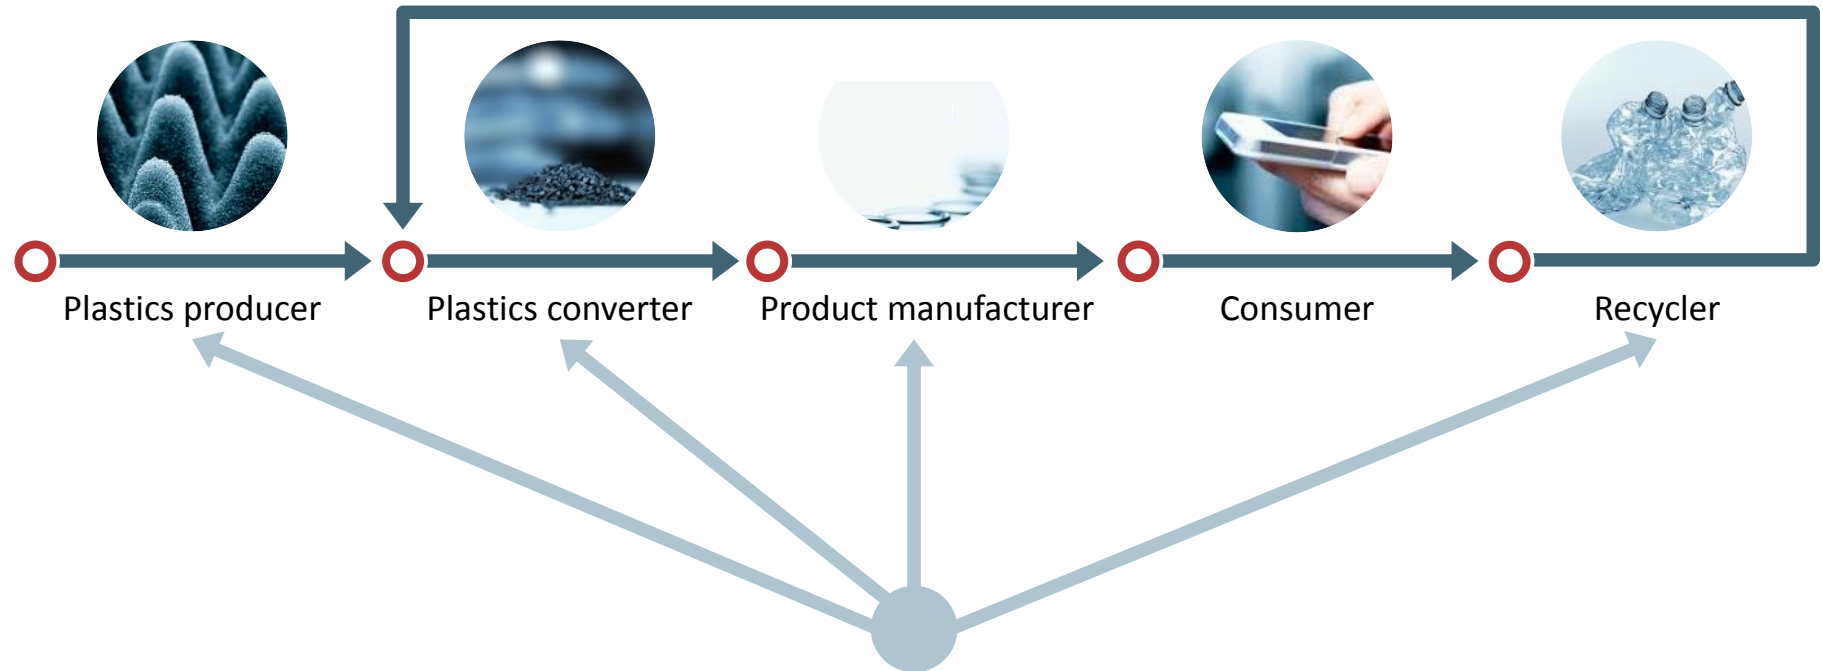 Plastics producer
Plastics converter
Product manufacturer
Consumer
Recycler